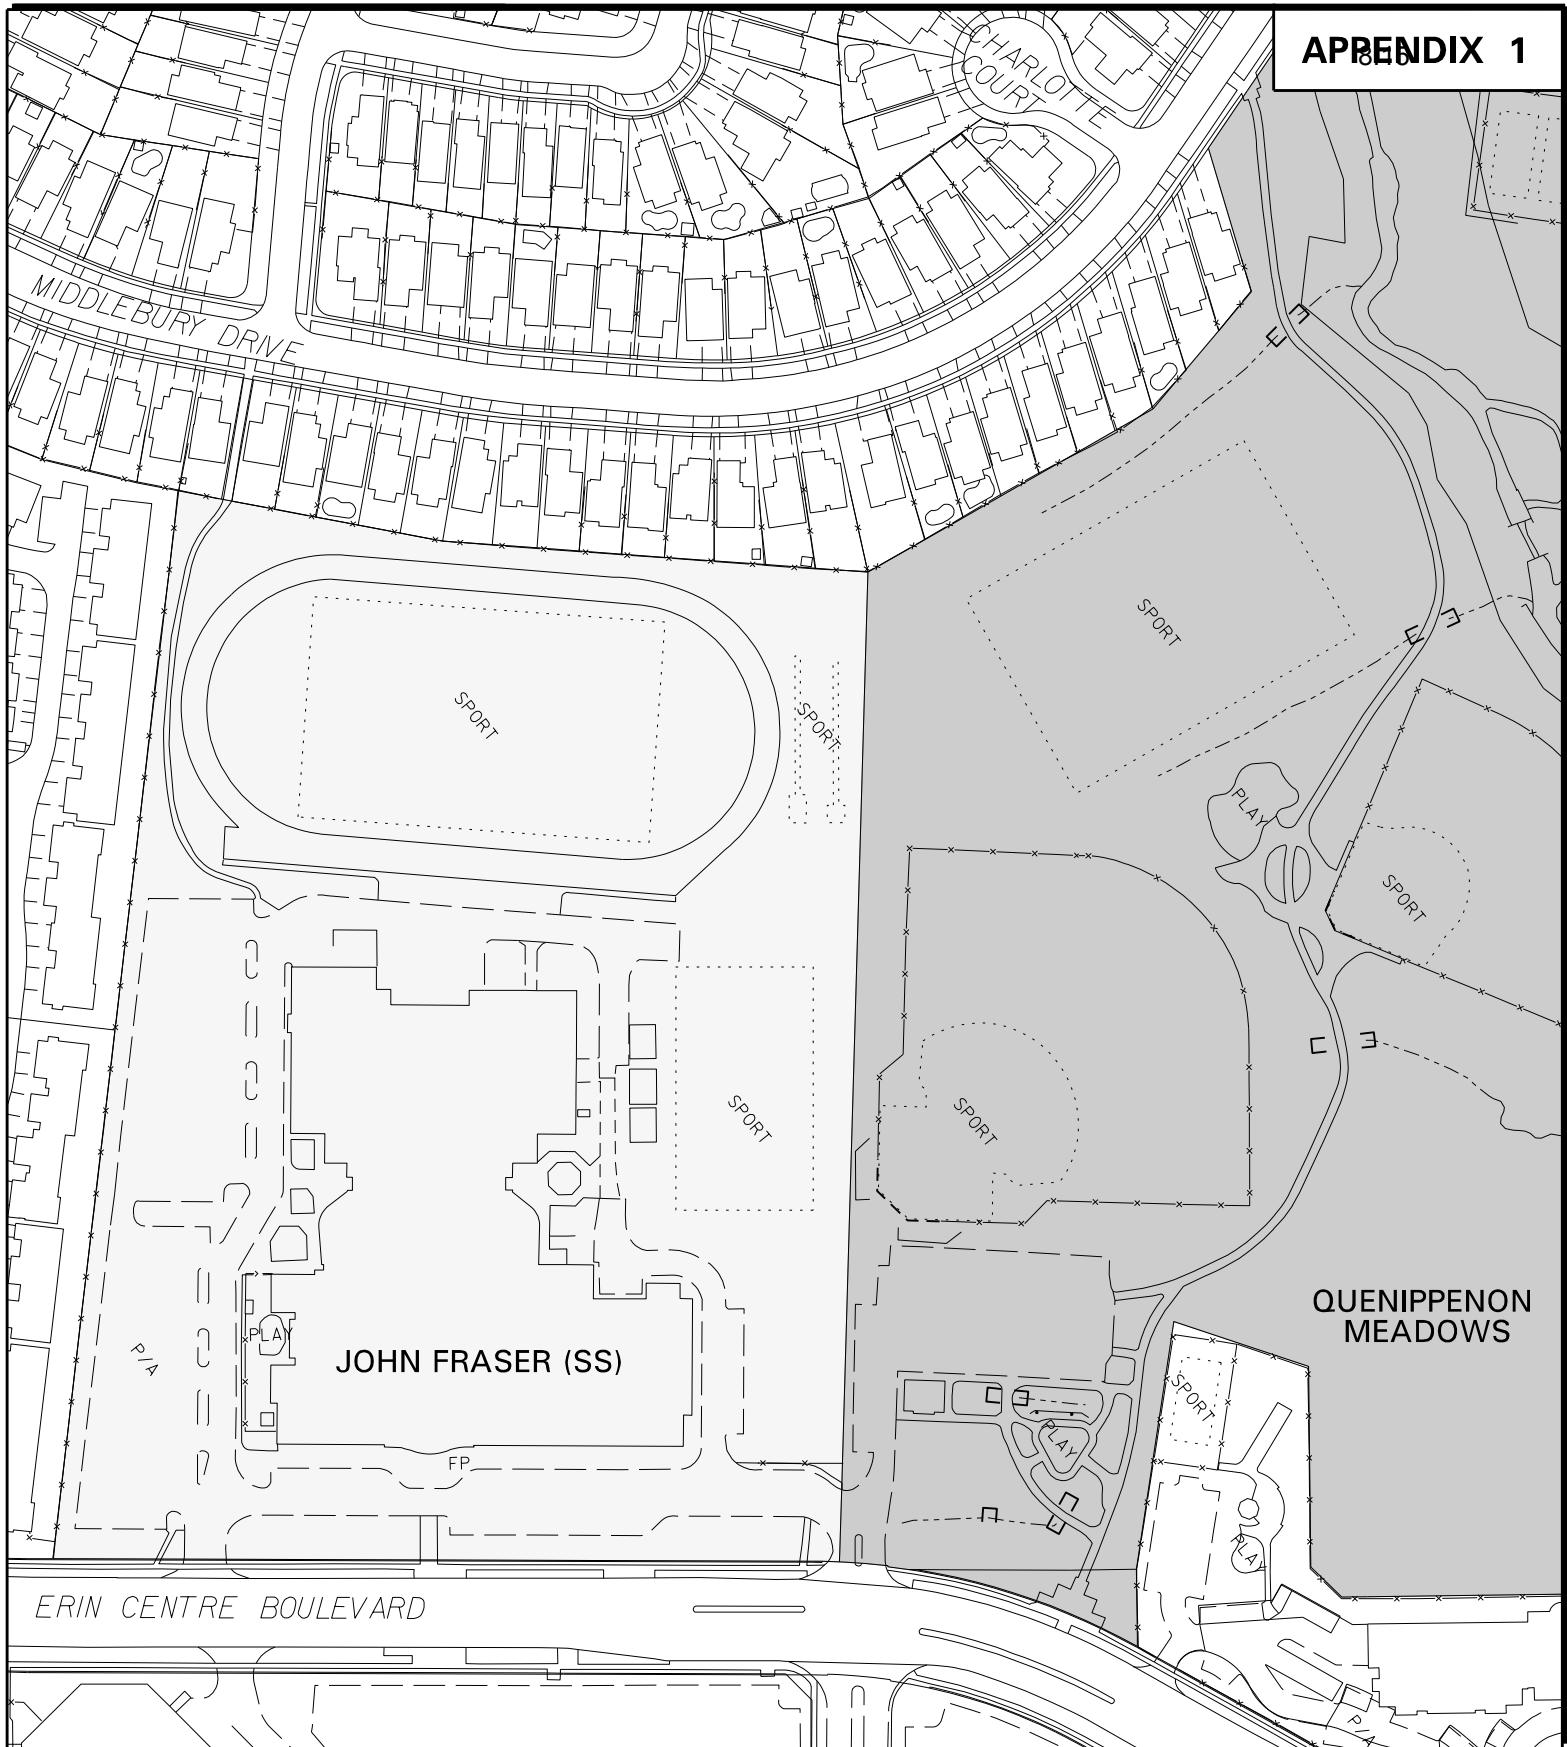 APPENDIX 1
CHARLOTTE
COURT
MIDDLEBURY DRIVE
SPORT
SPORT
SPORT
PLAY
SPORT
SPORT
SPORT
QUENIPPENON
MEADOWS
P/A
PLAY
JOHN FRASER (SS)
SPORT
PLAY
FP
PLAY
ERIN CENTRE BOULEVARD
P/A